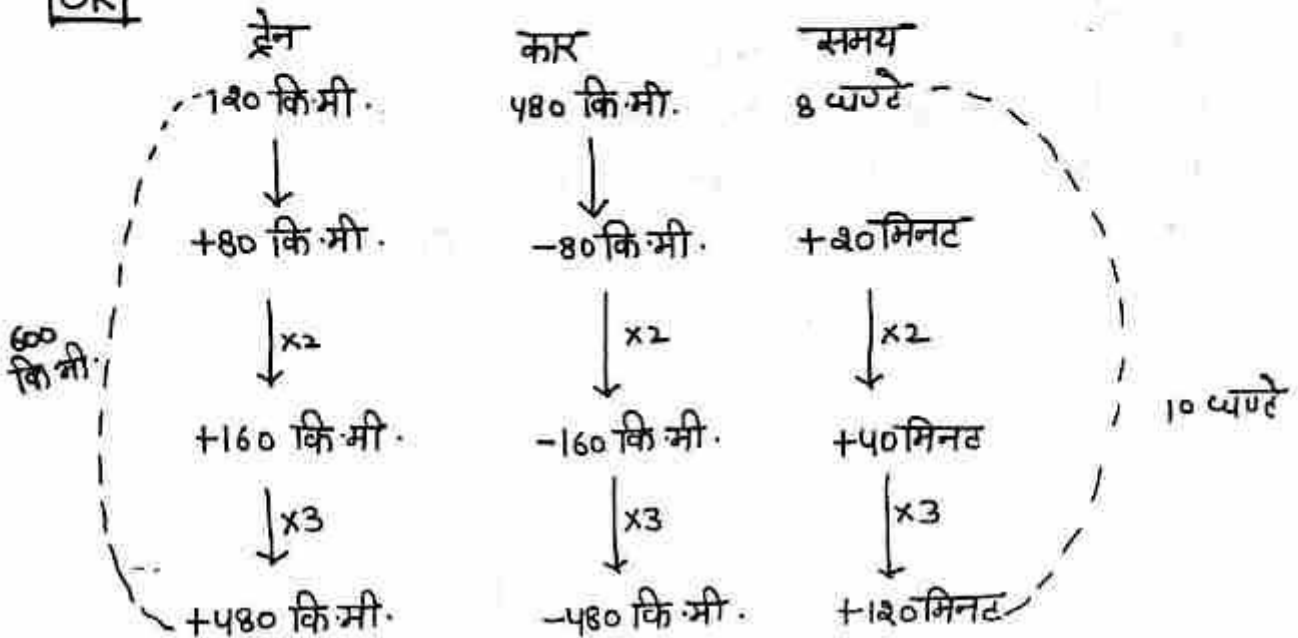 OR
ट्रेन कार समय
120 कि.मी. 480 कि.मी. 8 घण्टे
+80 कि.मी. -80 कि.मी. +20 मिनट
×2 ×2 ×2
600 कि.मी.
10 घण्टे
+160 कि.मी. -160 कि.मी. +40 मिनट
×3 ×3 ×3
+480 कि.मी. -480 कि.मी. +120 मिनट